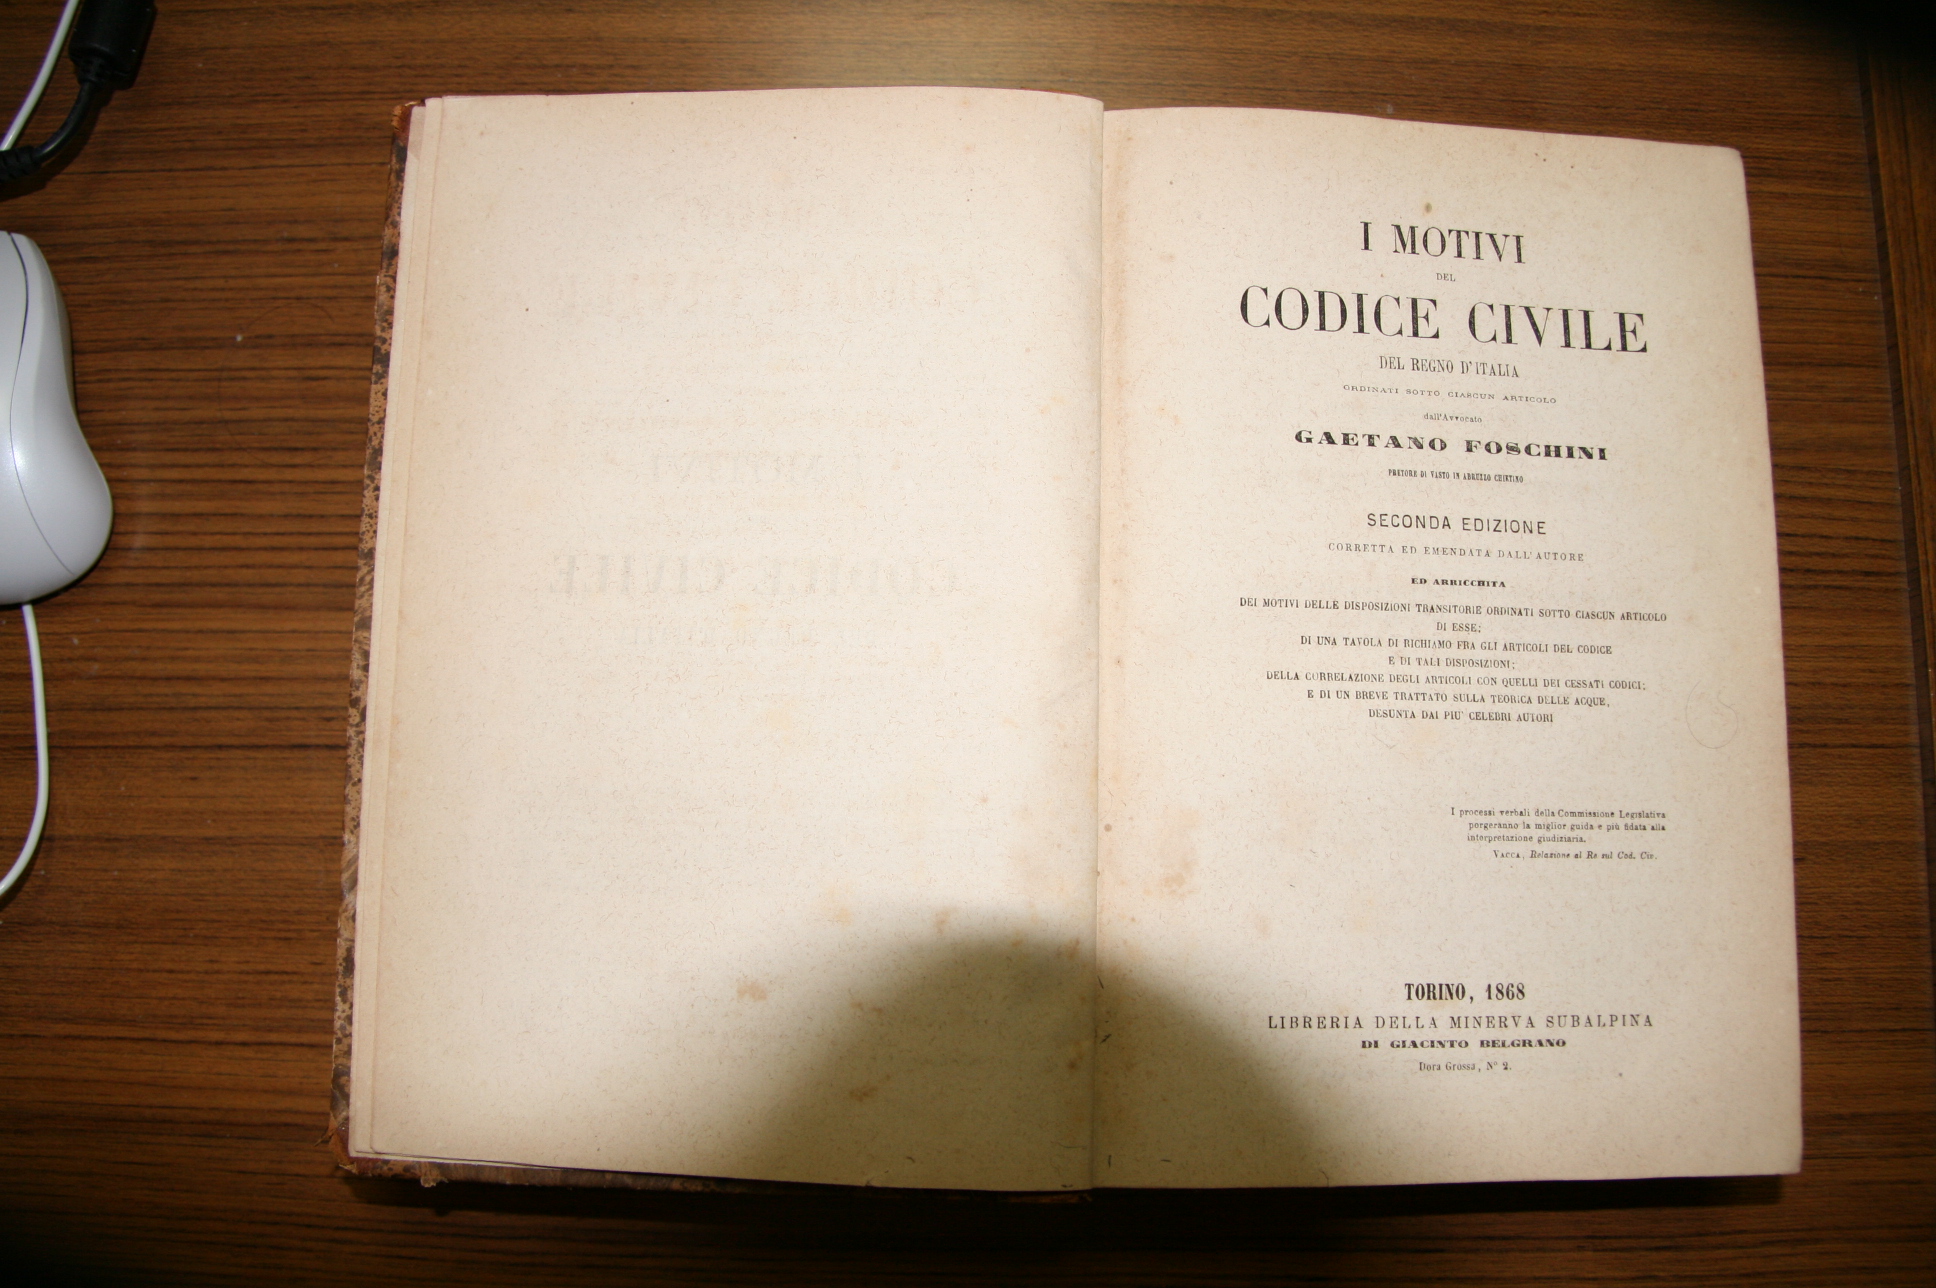 I MOTIVI
DEL
CODICE CIVILE
DEL REGNO D'ITALIA
ORDINATI SOTTO CIASCUN ARTICOLO
dall'Avvocato
GAETANO FOSCHINI
PRETORE DI VASTO IN ABRUZZO CHIETINO
SECONDA EDIZIONE
CORRETTA ED EMENDATA DALL'AUTORE
ED ARRICCHITA
DEI MOTIVI DELLE DISPOSIZIONI TRANSITORIE ORDINATI SOTTO CIASCUN ARTICOLO
DI ESSE;
DI UNA TAVOLA DI RICHIAMO FRA GLI ARTICOLI DEL CODICE
E DI TALI DISPOSIZIONI;
DELLA CORRELAZIONE DEGLI ARTICOLI CON QUELLI DEI CESSATI CODICI;
E DI UN BREVE TRATTATO SULLA TEORICA DELLE ACQUE,
DESUNTA DAI PIU' CELEBRI AUTORI
I processi verbali della Commissione Legislativa
porgeranno la miglior guida e più fidata alla
interpretazione giudiziaria.
VACCA, Relazione al Re sul Cod. Civ.
TORINO, 1868
LIBRERIA DELLA MINERVA SUBALPINA
DI GIACINTO BELGRANO
Dora Grossa, N° 2.